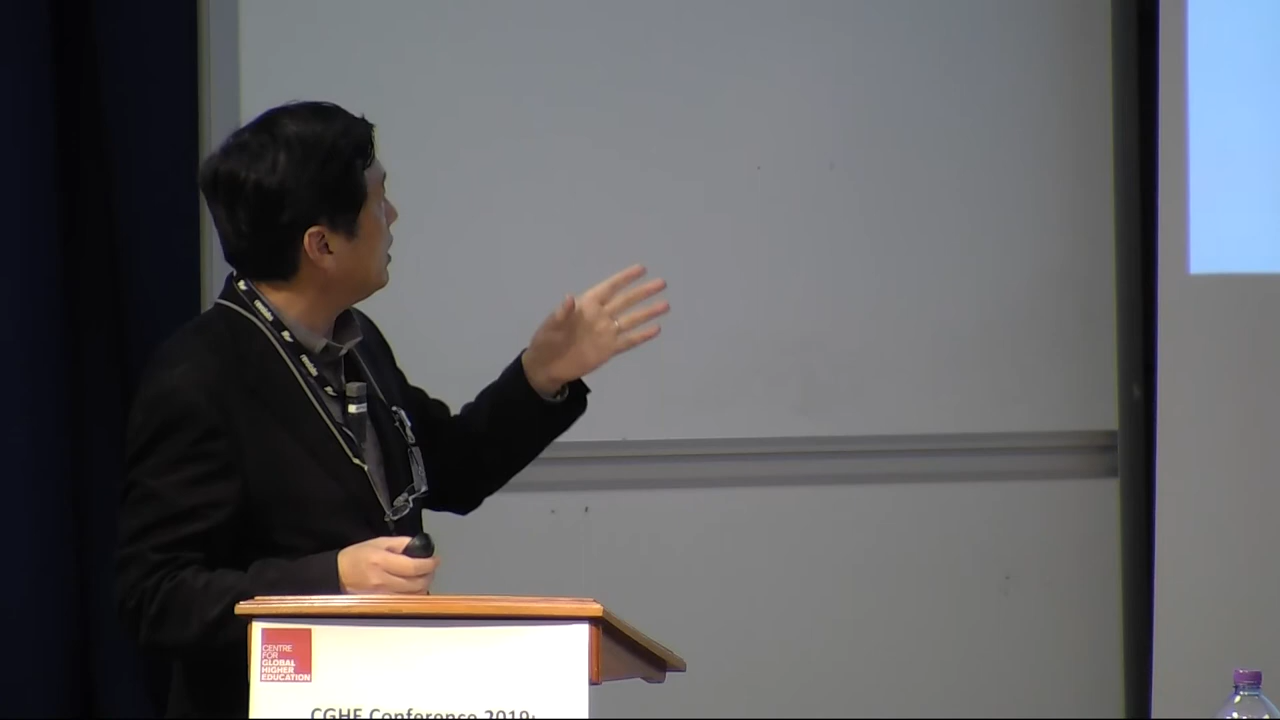 CENTRE
FOR
GLOBAL
HIGHER
EDUCATION
CGHE Conference 2019: